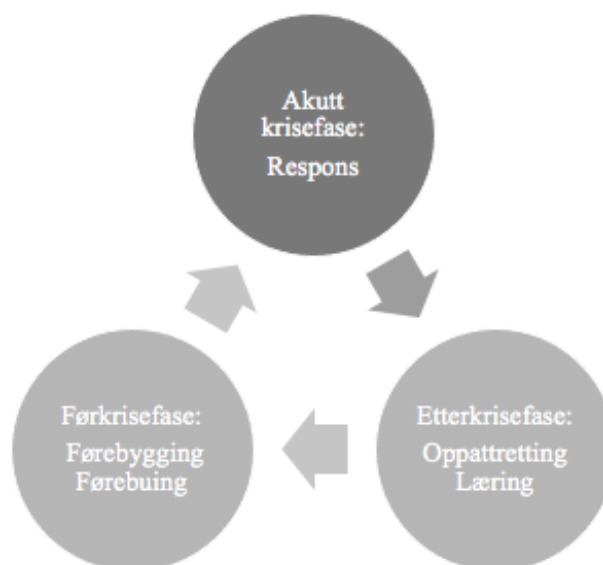 Akutt
krisefase:
Respons
Førkrisefase:
Førebygging
Førebuing
Etterkrisefase:
Oppattretting
Læring